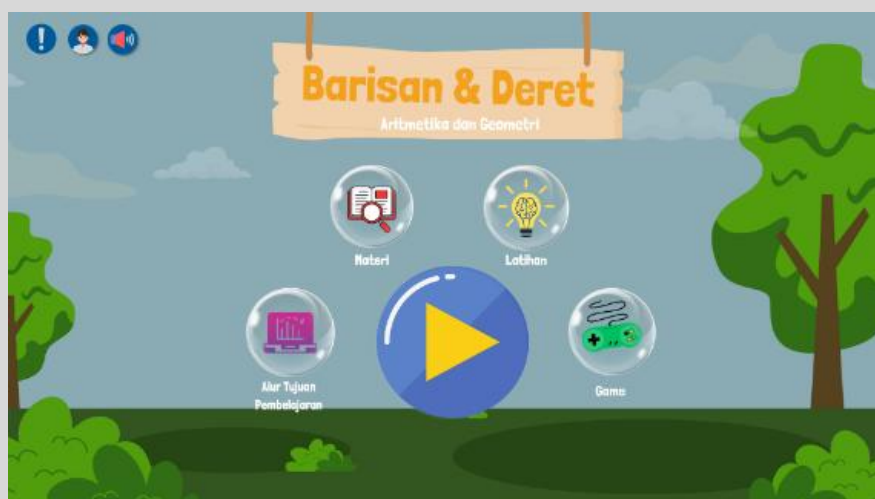 Barisan & Deret
Aritmetika dan Geometri
Materi
Latihan
Alur Tujuan
Pembelajaran
Game